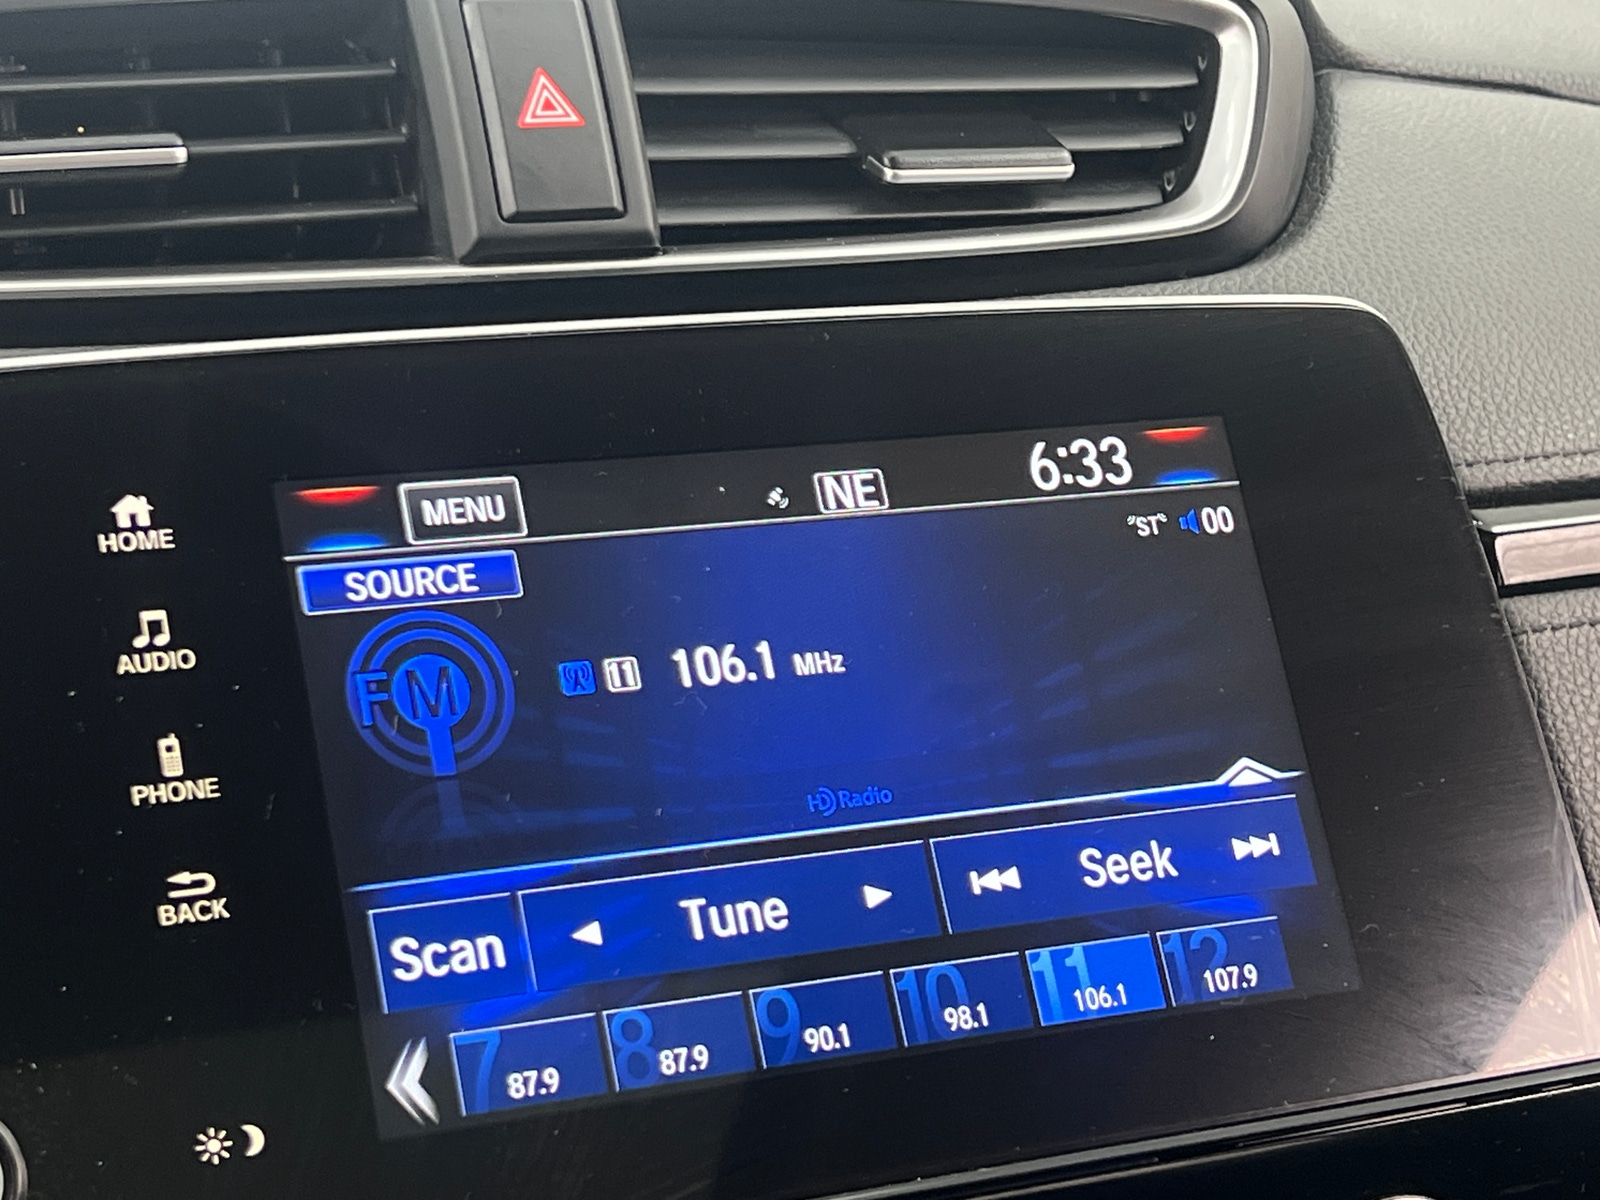 MENU
NE
6:33
HOME
SOURCE
"ST"
00
AUDIO
FM
11
106.1 MHz
PHONE
HD Radio
BACK
Scan
Tune
Seek
7 87.9
8 87.9
9 90.1
10 98.1
11 106.1
12 107.9